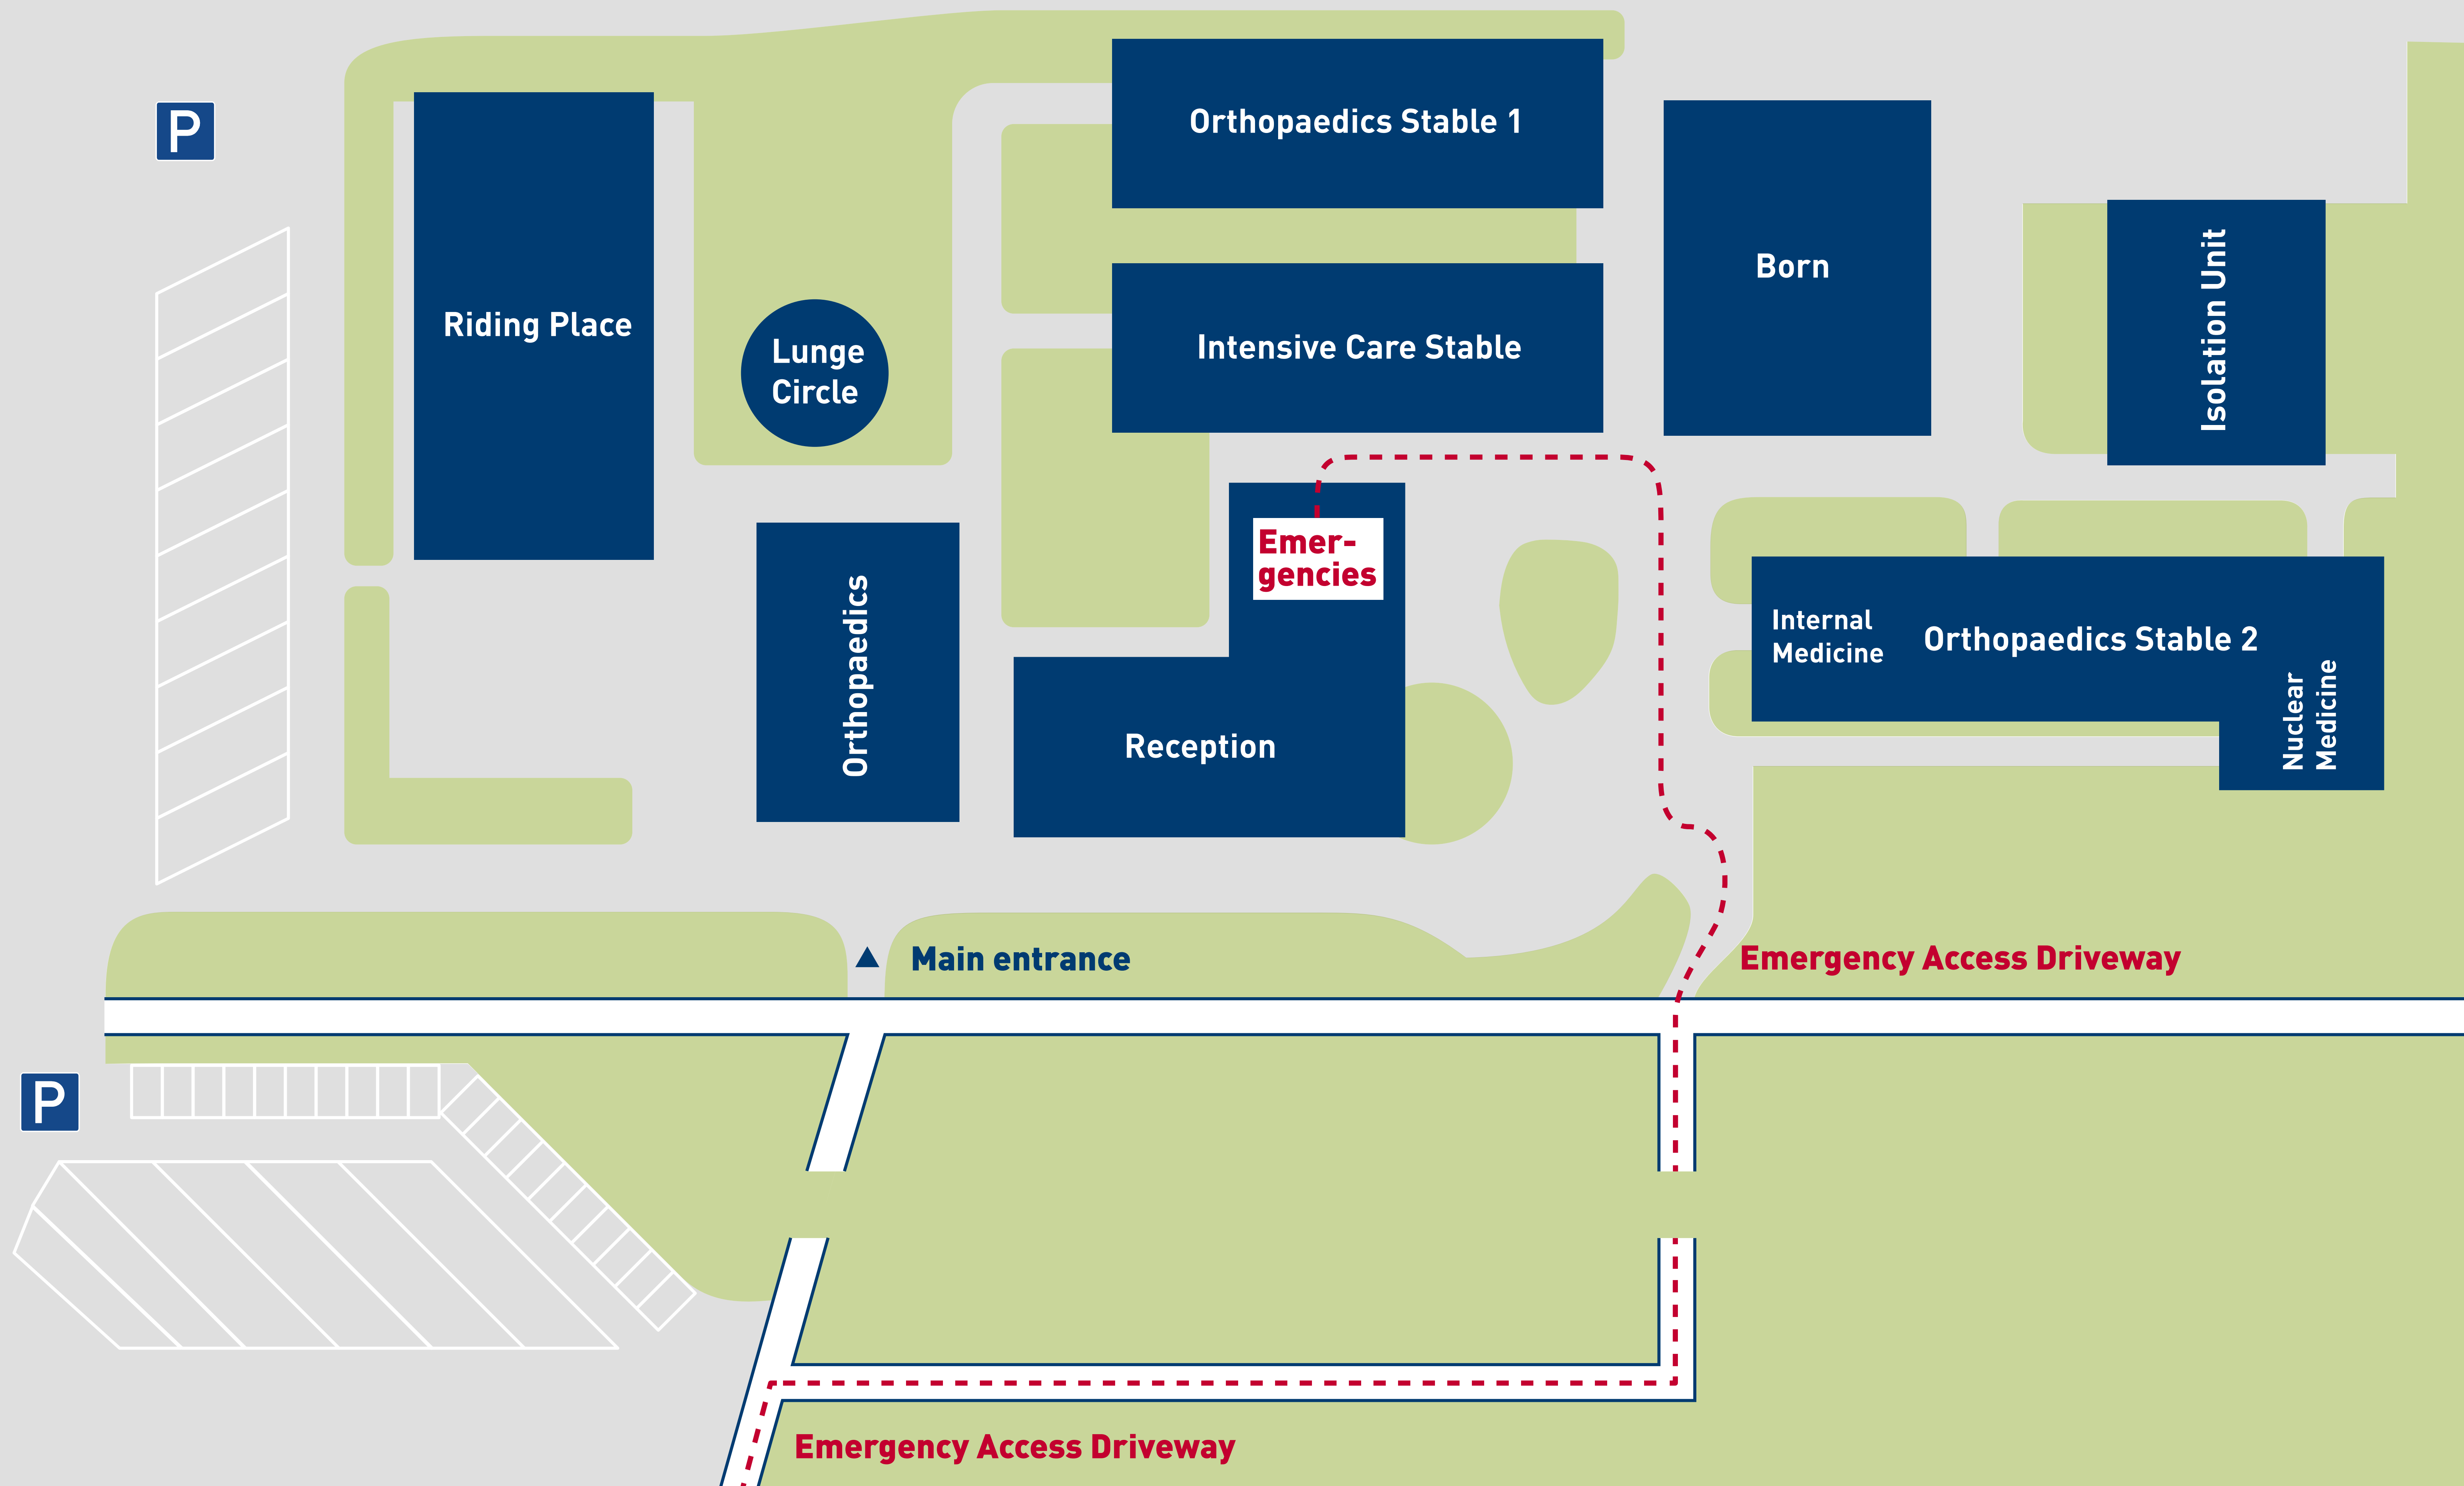 P
Orthopaedics Stable 1
Riding Place
Lunge
Circle
Intensive Care Stable
Born
Isolation Unit
Emer-
gencies
Orthopaedics
Reception
Internal
Medicine
Orthopaedics Stable 2
Nuclear
Medicine
Main entrance
Emergency Access Driveway
P
Emergency Access Driveway